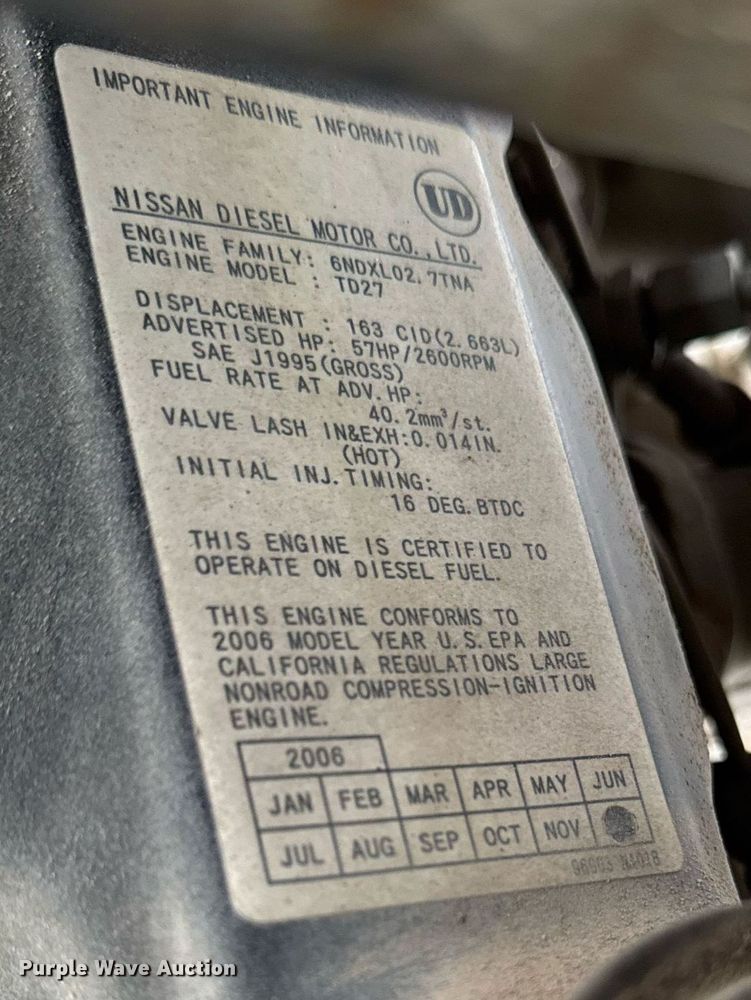 IMPORTANT ENGINE INFORMATION
UD
NISSAN DIESEL MOTOR CO.,LTD.
ENGINE FAMILY: 6NDXL02.7TNA
ENGINE MODEL : TD27
DISPLACEMENT : 163 CID(2.663L)
ADVERTISED HP: 57HP/2600RPM
SAE J1995(GROSS)
FUEL RATE AT ADV.HP:
40.2mm³/st.
VALVE LASH IN&EXH:0.014IN.
(HOT)
INITIAL INJ.TIMING:
16 DEG.BTDC
THIS ENGINE IS CERTIFIED TO
OPERATE ON DIESEL FUEL.
THIS ENGINE CONFORMS TO
2006 MODEL YEAR U.S.EPA AND
CALIFORNIA REGULATIONS LARGE
NONROAD COMPRESSION-IGNITION
ENGINE.
2006
JAN FEB MAR APR MAY JUN
JUL AUG SEP OCT NOV
Purple Wave Auction